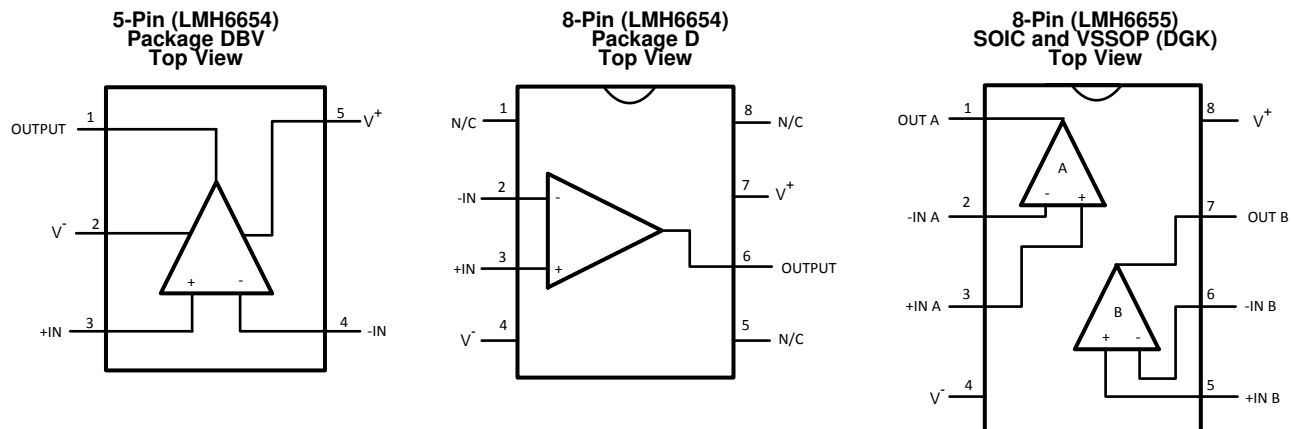 5-Pin (LMH6654)
Package DBV
Top View
OUTPUT
1
5
V+
V-
2
+
-
+IN
3
4
-IN
8-Pin (LMH6654)
Package D
Top View
N/C
1
8
N/C
-IN
2
-
7
V+
+IN
3
+
6
OUTPUT
V-
4
5
N/C
8-Pin (LMH6655)
SOIC and VSSOP (DGK)
Top View
OUT A
1
8
V+
A
-
+
-IN A
2
7
OUT B
+IN A
3
6
-IN B
B
+
-
V-
4
5
+IN B